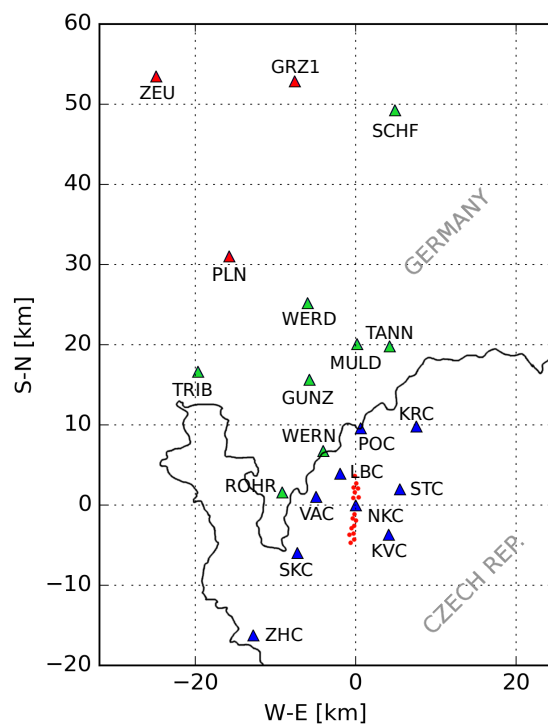 60
50
40
30
20
10
0
−10
−20
−20
0
20
S-N [km]
W-E [km]
ZEU
GRZ1
SCHF
GERMANY
PLN
WERD
TANN
MULD
TRIB
GUNZ
KRC
WERN
POC
LBC
ROHR
STC
VAC
NKC
KVC
SKC
CZECH REP.
ZHC